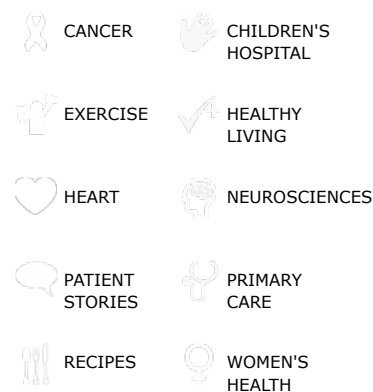 CANCER
CHILDREN'S
HOSPITAL
EXERCISE
HEALTHY
LIVING
HEART
NEUROSCIENCES
PATIENT
STORIES
PRIMARY
CARE
RECIPES
WOMEN'S
HEALTH